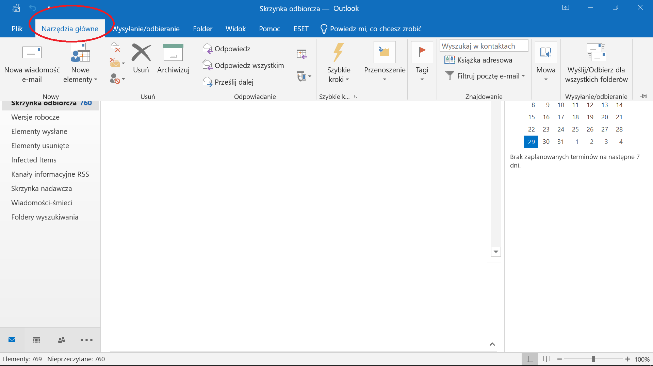 Skrzynka odbiorcza — Outlook
Plik
Narzędzia główne
Wysyłanie/odbieranie
Folder
Widok
Pomoc
ESET
Powiedz mi, co chcesz zrobić
Nowa wiadomość
e-mail
Nowe
elementy
Nowy
Usuń
Archiwizuj
Usuń
Odpowiedz
Odpowiedz wszystkim
Prześlij dalej
Odpowiadanie
Szybkie
kroki
Szybkie k...
Przenoszenie
Tagi
Wyszukaj w kontaktach
Książka adresowa
Filtruj pocztę e-mail
Znajdowanie
Mowa
Wyślij/Odbierz dla
wszystkich folderów
Wysyłanie/odbieranie
Skrzynka odbiorcza 760
Wersje robocze
Elementy wysłane
Elementy usunięte
Infected Items
Kanały informacyjne RSS
Skrzynka nadawcza
Wiadomości-śmieci
Foldery wyszukiwania
8 9 10 11 12 13 14
15 16 17 18 19 20 21
22 23 24 25 26 27 28
29 30 31 1 2 3 4
Brak zaplanowanych terminów na następne 7
dni.
Elementy: 769 Nieprzeczytane: 760
100%